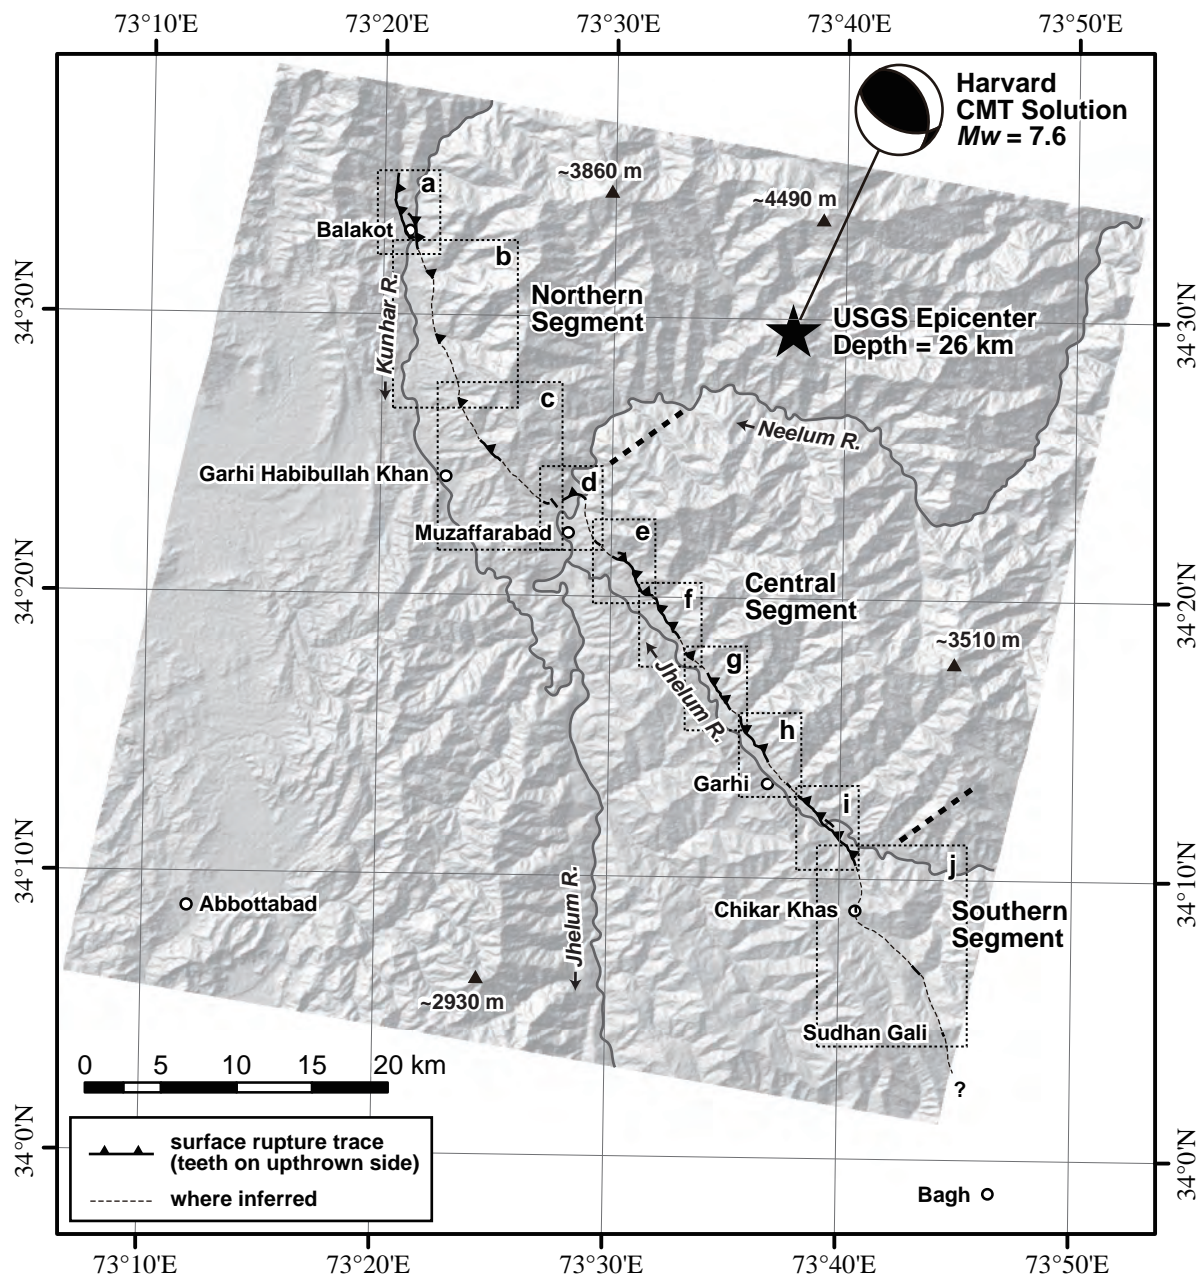 73°10'E
73°20'E
73°30'E
73°40'E
73°50'E
Harvard
CMT Solution
Mw = 7.6
~3860 m
~4490 m
a
Balakot
b
34°30'N
34°30'N
Kunhar R.
Northern
Segment
USGS Epicenter
Depth = 26 km
c
Neelum R.
Garhi Habibullah Khan
d
Muzaffarabad
e
34°20'N
34°20'N
Central
Segment
f
~3510 m
g
Jhelum R.
h
Garhi
i
34°10'N
34°10'N
j
Abbottabad
Jhelum R.
Chikar Khas
Southern
Segment
~2930 m
Sudhan Gali
0 5 10 15 20 km
?
surface rupture trace
(teeth on upthrown side)
where inferred
34°0'N
34°0'N
Bagh
73°10'E
73°20'E
73°30'E
73°40'E
73°50'E